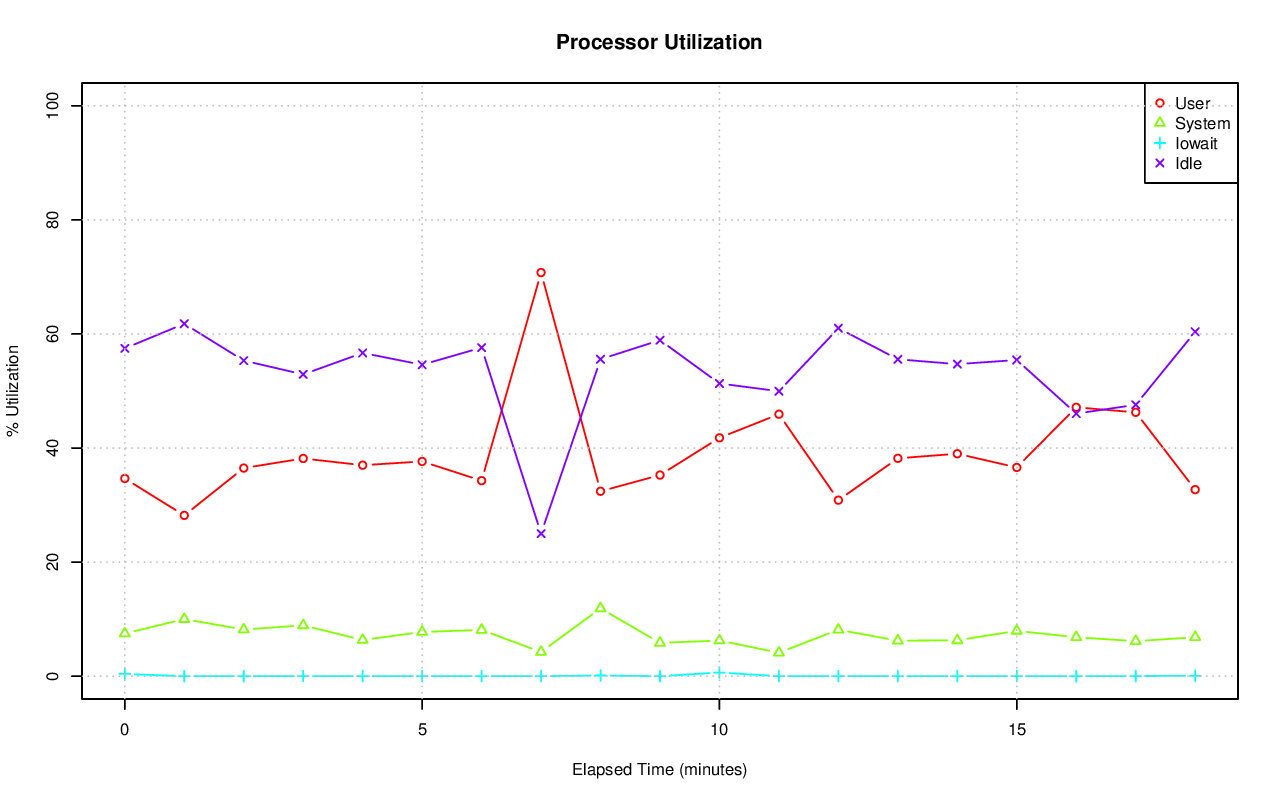 Processor Utilization
% Utilization
100
80
60
40
20
0
User
System
Iowait
Idle
0 5 10 15
Elapsed Time (minutes)